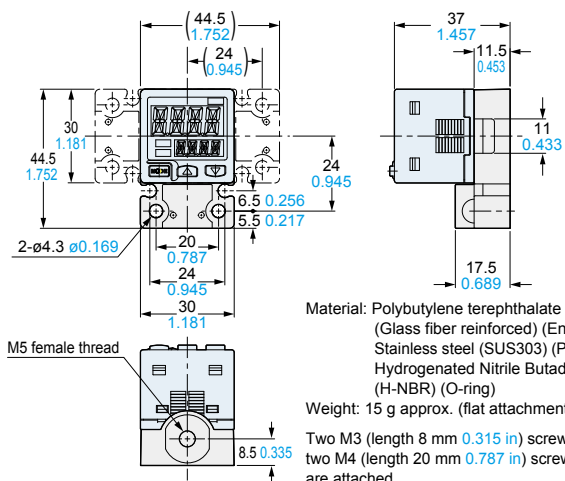 44.5
1.752
24
0.945
30
1.181
44.5
1.752
24
0.945
6.5 0.256
5.5 0.217
2-ø4.3 ø0.169
20
0.787
24
0.945
30
1.181
37
1.457
11.5
0.453
11
0.433
17.5
0.689
M5 female thread
8.5 0.335
Material: Polybutylene terephthalate
(Glass fiber reinforced)
Stainless steel (SUS303)
Hydrogenated Nitrile
(H-NBR) (O-ring)
Weight: 15 g approx. (flat
Two M3 (length 8 mm 0.315 in)
two M4 (length 20 mm 0.787 in)
are attached